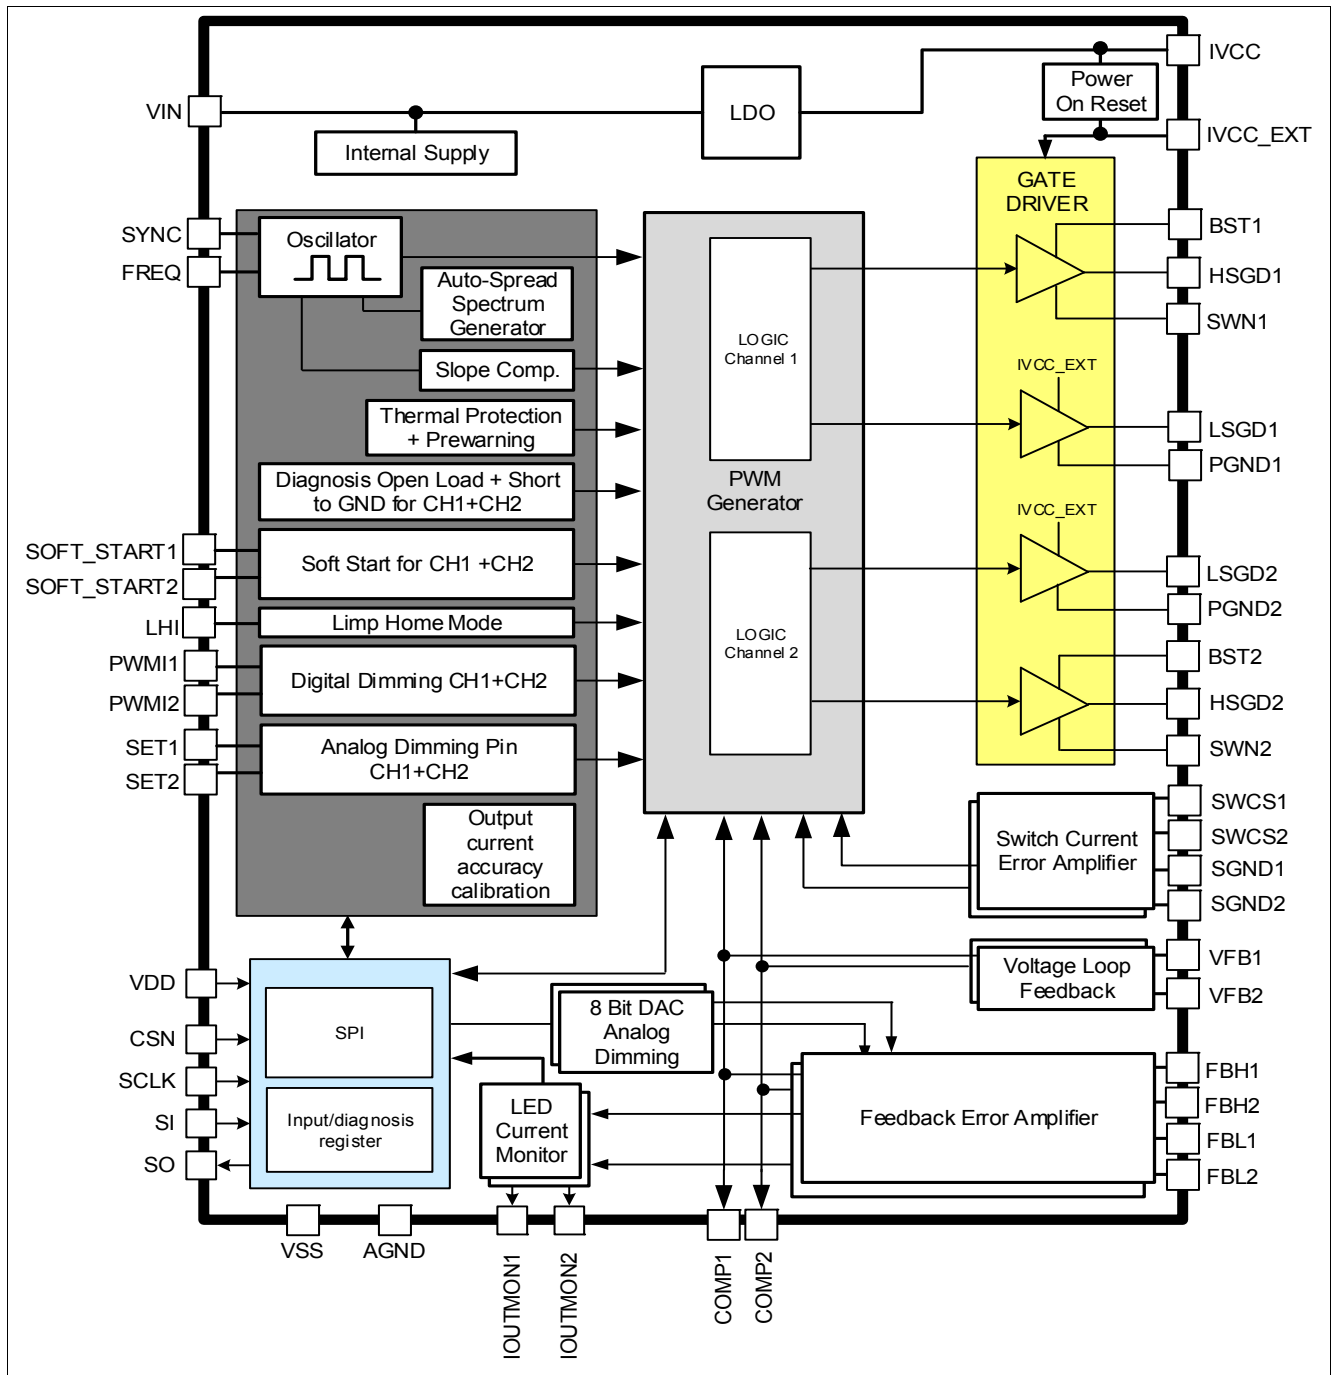 IVCC
Power
On Reset
LDO
VIN
IVCC_EXT
Internal Supply
GATE
DRIVER
SYNC
FREQ
Oscillator
Auto-Spread
Spectrum
Generator
Slope Comp.
Thermal Protection
+ Prewarning
Diagnosis Open Load + Short
to GND for CH1+CH2
SOFT_START1
SOFT_START2
Soft Start for CH1 +CH2
LHI
Limp Home Mode
PWMI1
PWMI2
Digital Dimming CH1+CH2
SET1
SET2
Analog Dimming Pin
CH1+CH2
Output
current
accuracy
calibration
LOGIC
Channel 1
PWM
Generator
LOGIC
Channel 2
BST1
HSGD1
SWN1
IVCC_EXT
LSGD1
PGND1
IVCC_EXT
LSGD2
PGND2
BST2
HSGD2
SWN2
Switch Current
Error Amplifier
SWCS1
SWCS2
SGND1
SGND2
Voltage Loop
Feedback
VFB1
VFB2
VDD
CSN
SCLK
SI
SO
SPI
Input/diagnosis
register
8 Bit DAC
Analog
Dimming
LED
Current
Monitor
Feedback Error Amplifier
FBH1
FBH2
FBL1
FBL2
VSS
AGND
IOUTMON1
IOUTMON2
COMP1
COMP2